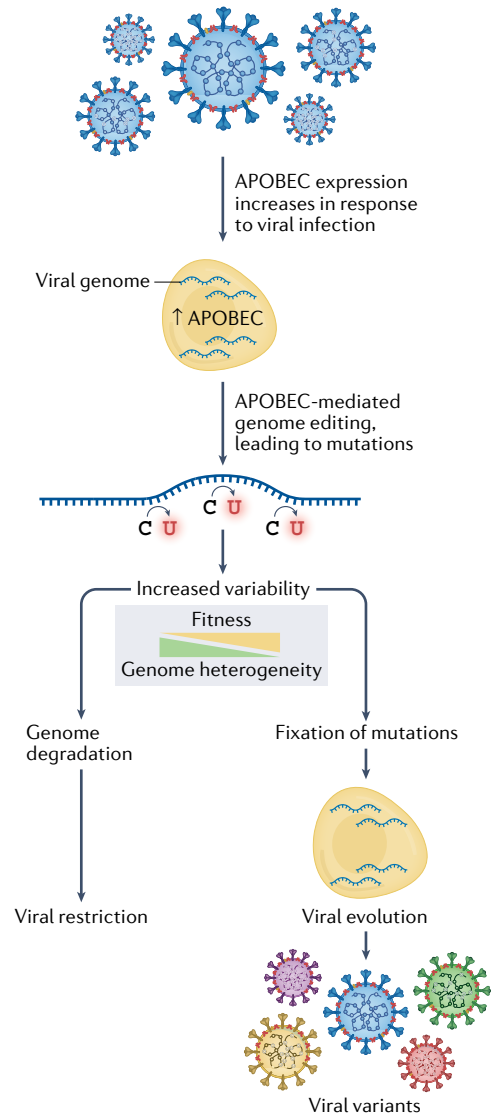 APOBEC expression
increases in response
to viral infection
Viral genome
↑ APOBEC
APOBEC-mediated
genome editing,
leading to mutations
C U
C U
C U
Increased variability
Fitness
Genome heterogeneity
Genome
degradation
Fixation of mutations
Viral restriction
Viral evolution
Viral variants